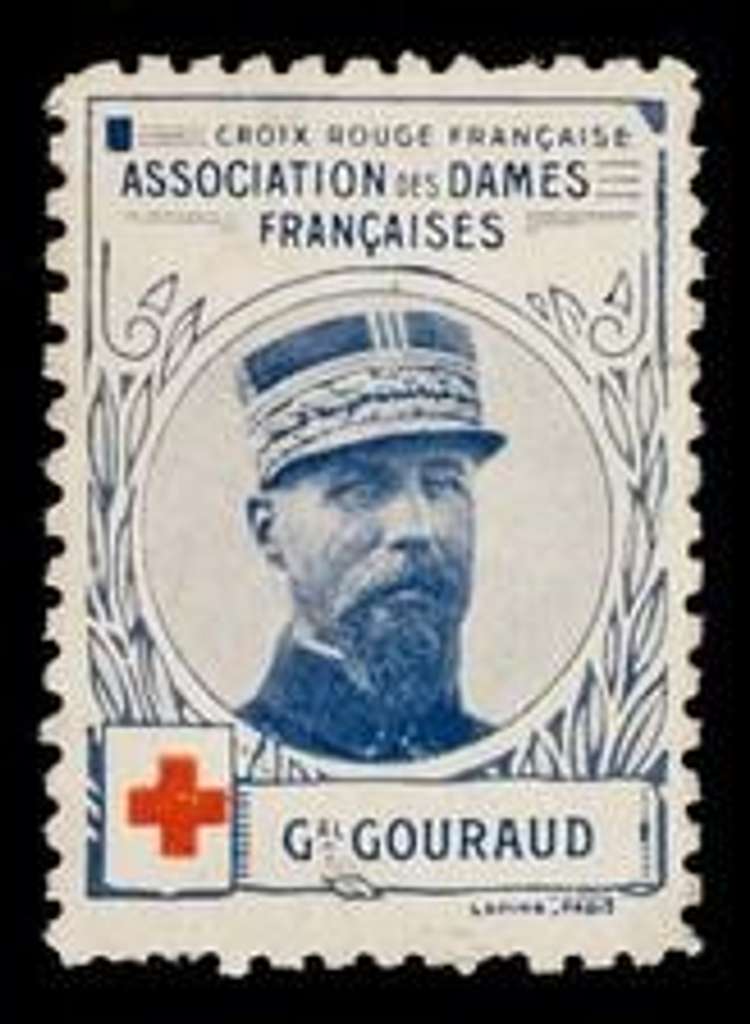 CROIX ROUGE FRANÇAISE
ASSOCIATION DES DAMES
FRANÇAISES
GAL GOURAUD